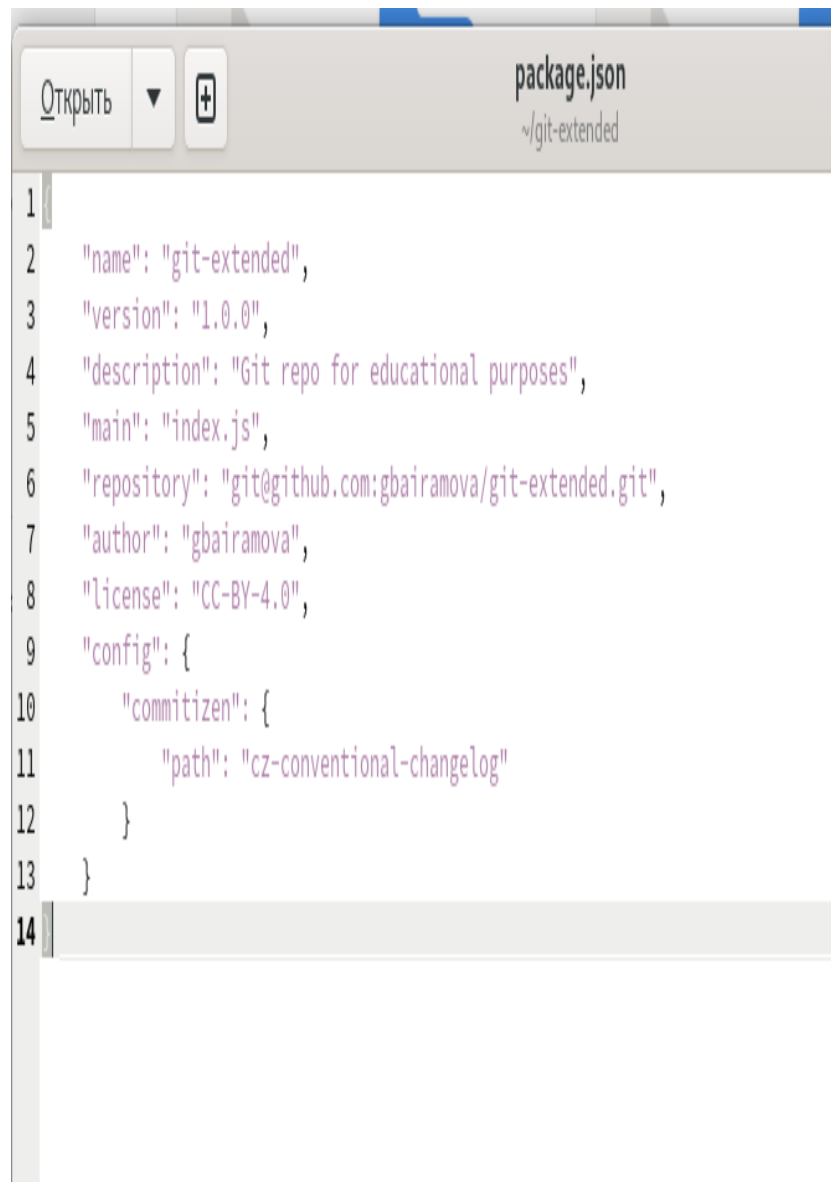 Открыть
package.json
~/git-extended
1 {
2 "name": "git-extended",
3 "version": "1.0.0",
4 "description": "Git repo for educational purposes",
5 "main": "index.js",
6 "repository": "git@github.com:gbairamova/git-extended.git",
7 "author": "gbairamova",
8 "license": "CC-BY-4.0",
9 "config": {
10 "commitizen": {
11 "path": "cz-conventional-changelog"
12 }
13 }
14 }